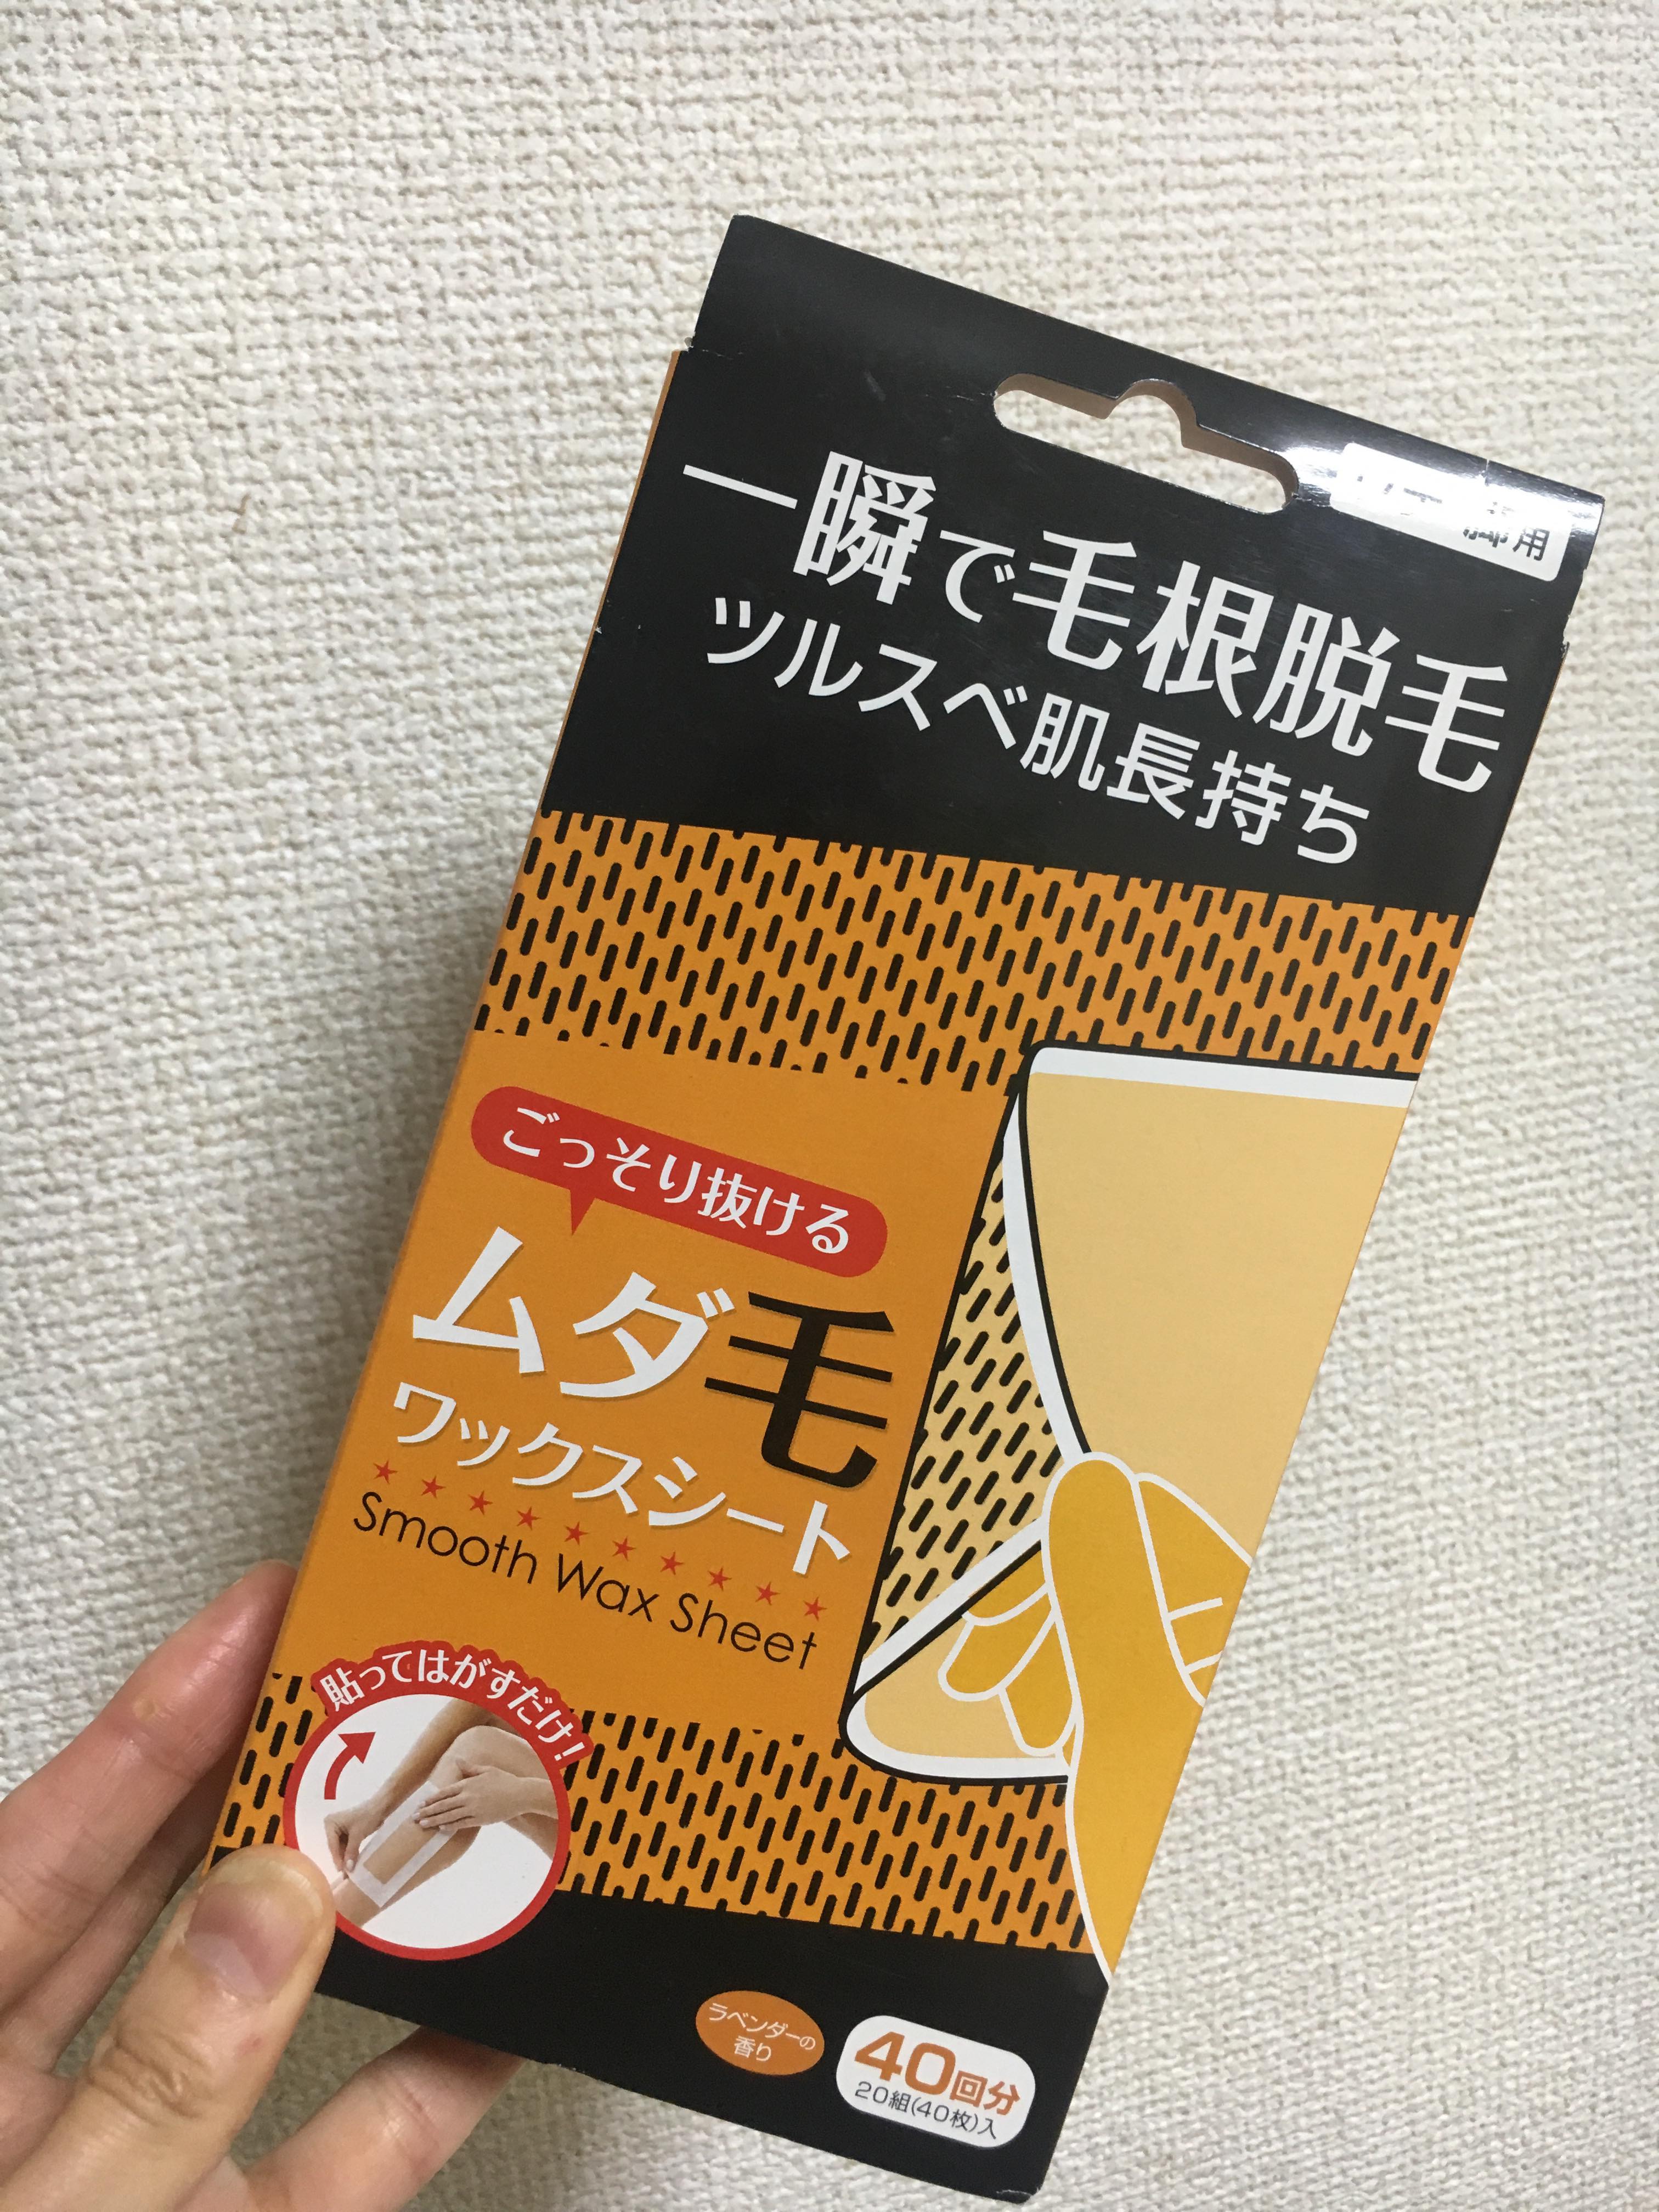 脚用
一瞬で毛根脱毛
ツルスベ肌長持ち
ごっそり抜ける
ムダ毛
ワックスシート
Smooth Wax Sheet
貼ってはがすだけ!
ラベンダーの
香り
40回分
20組(40枚)入